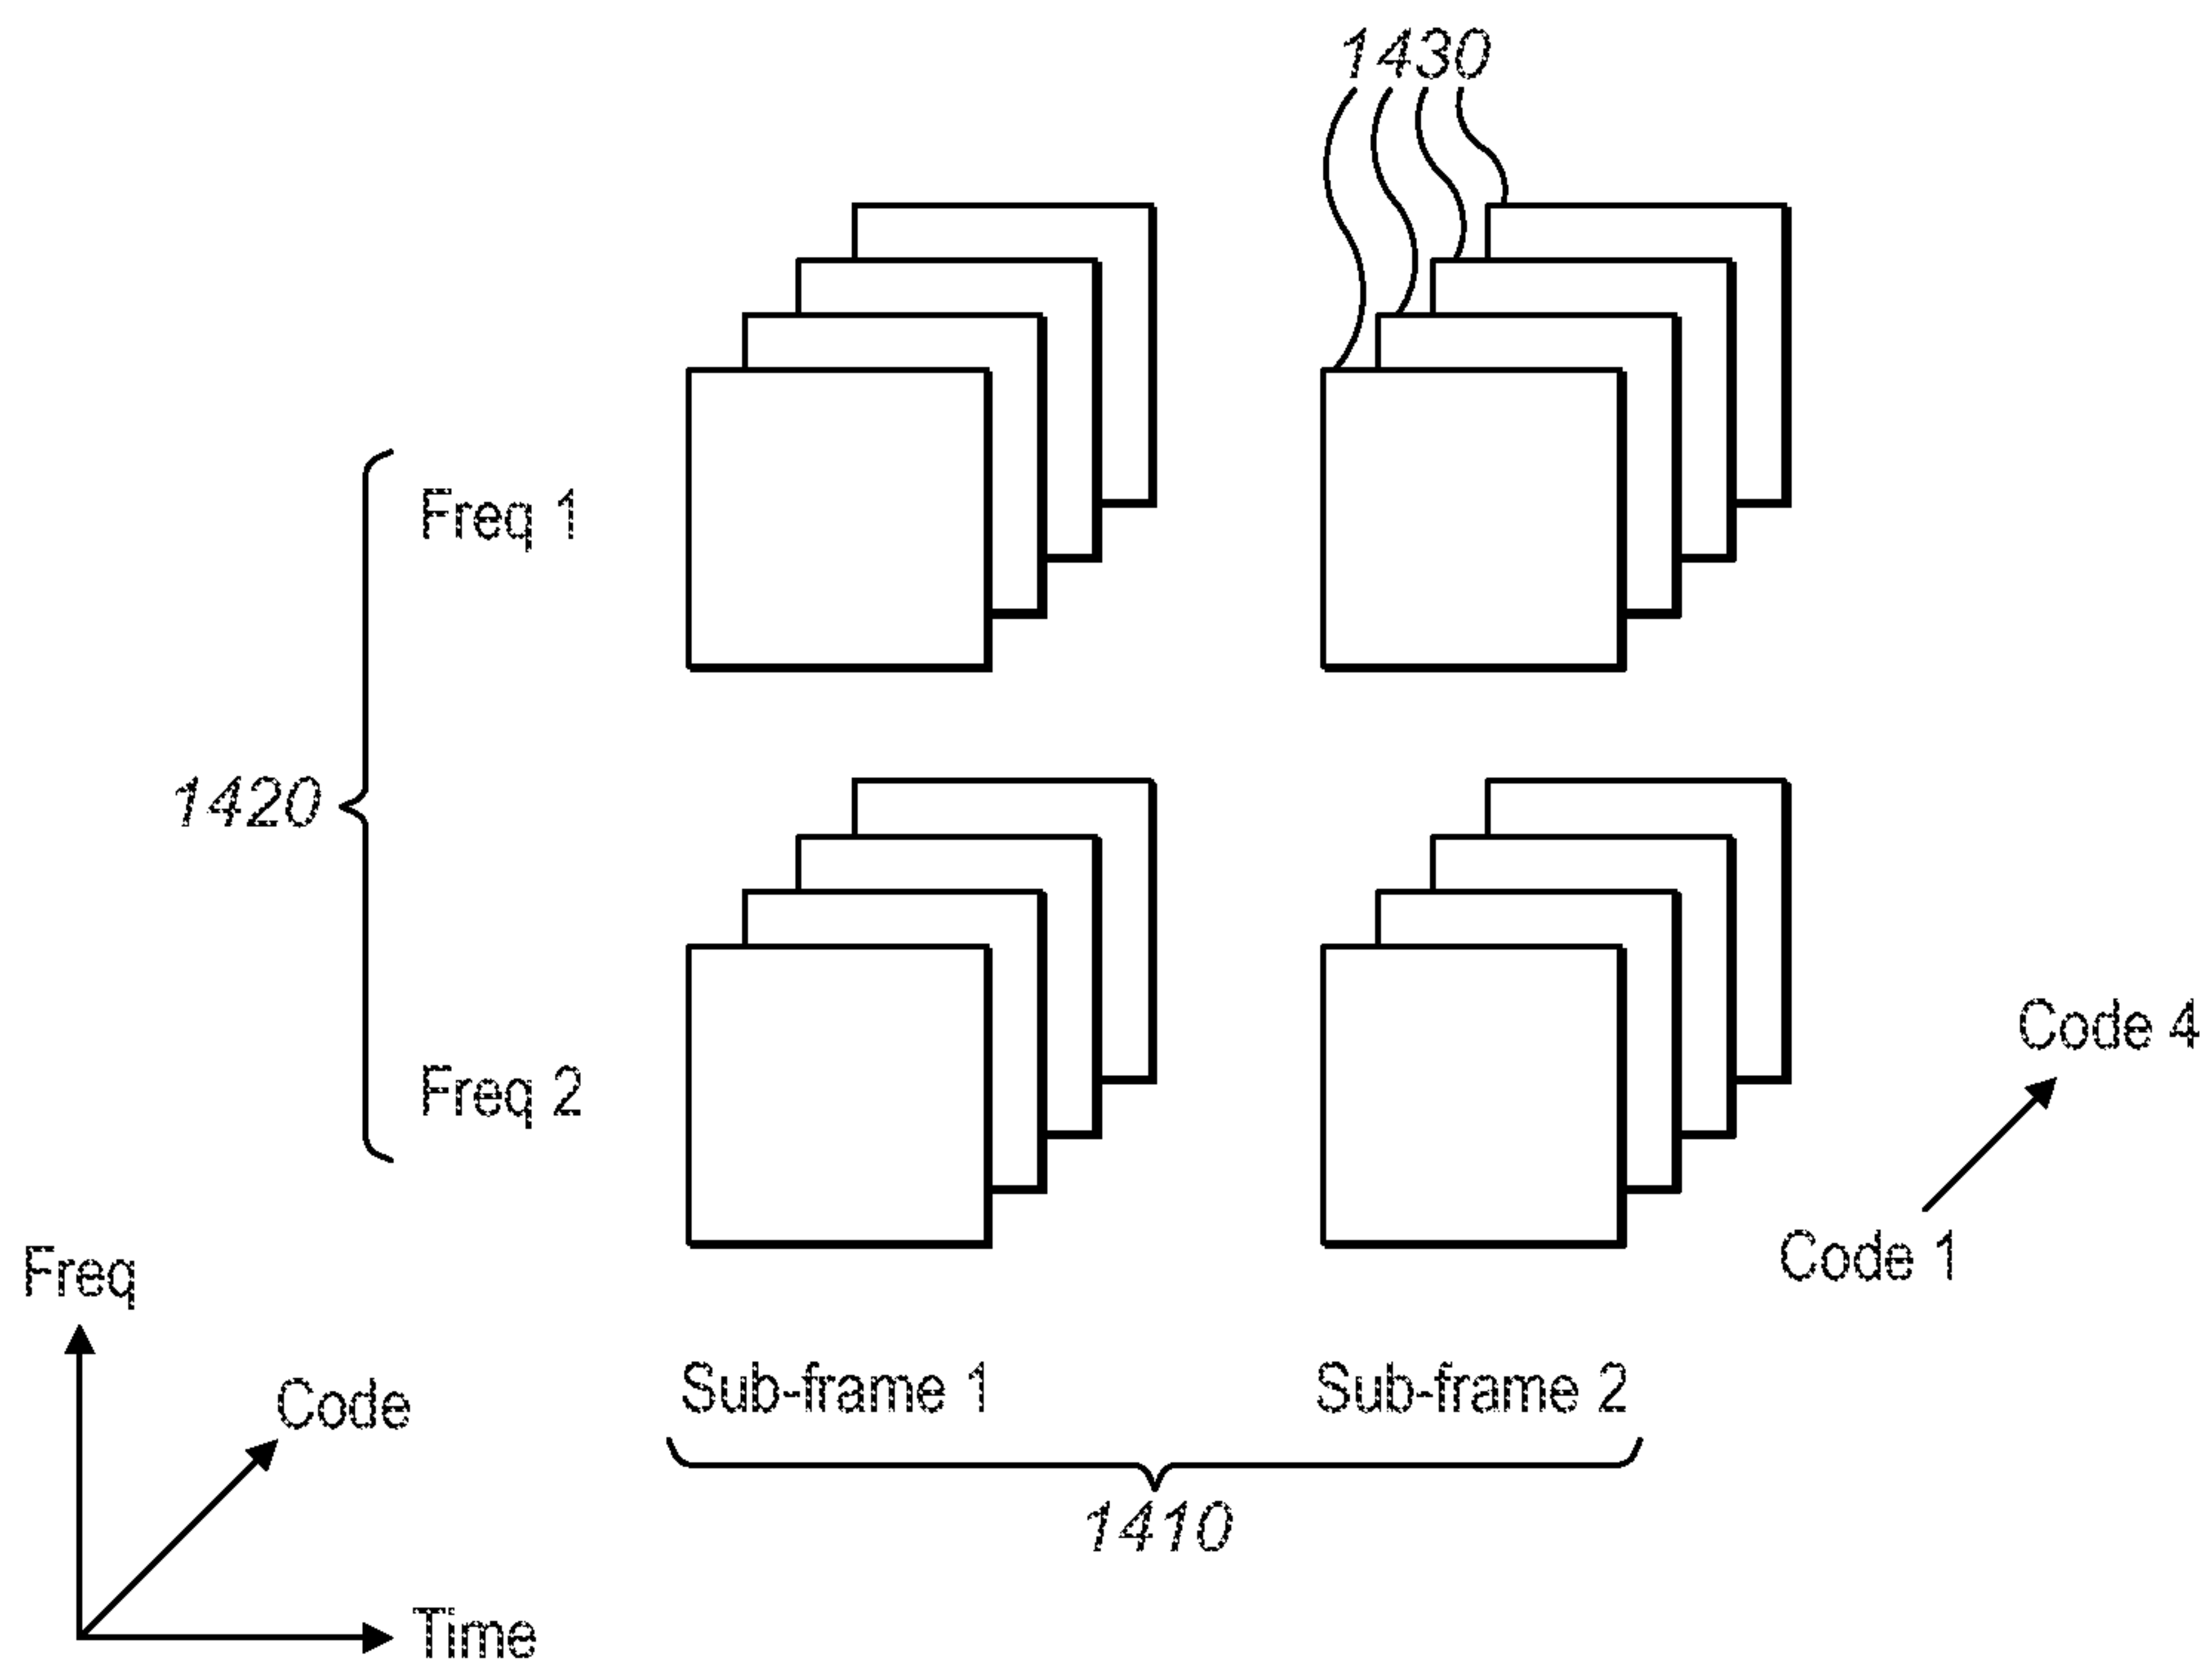 1430
Freq 1
1420
Freq 2
Code 4
Code 1
Freq
Code
Sub-frame 1
Sub-frame 2
1410
Time